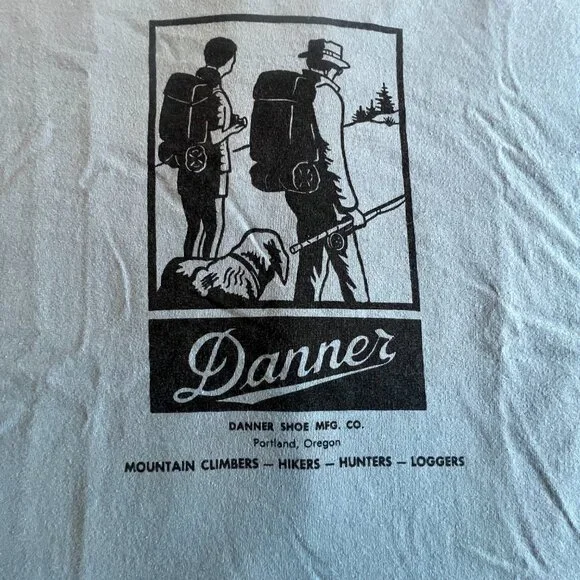 Danner
DANNER SHOE MFG. CO.
Portland, Oregon
MOUNTAIN CLIMBERS — HIKERS — HUNTERS — LOGGERS